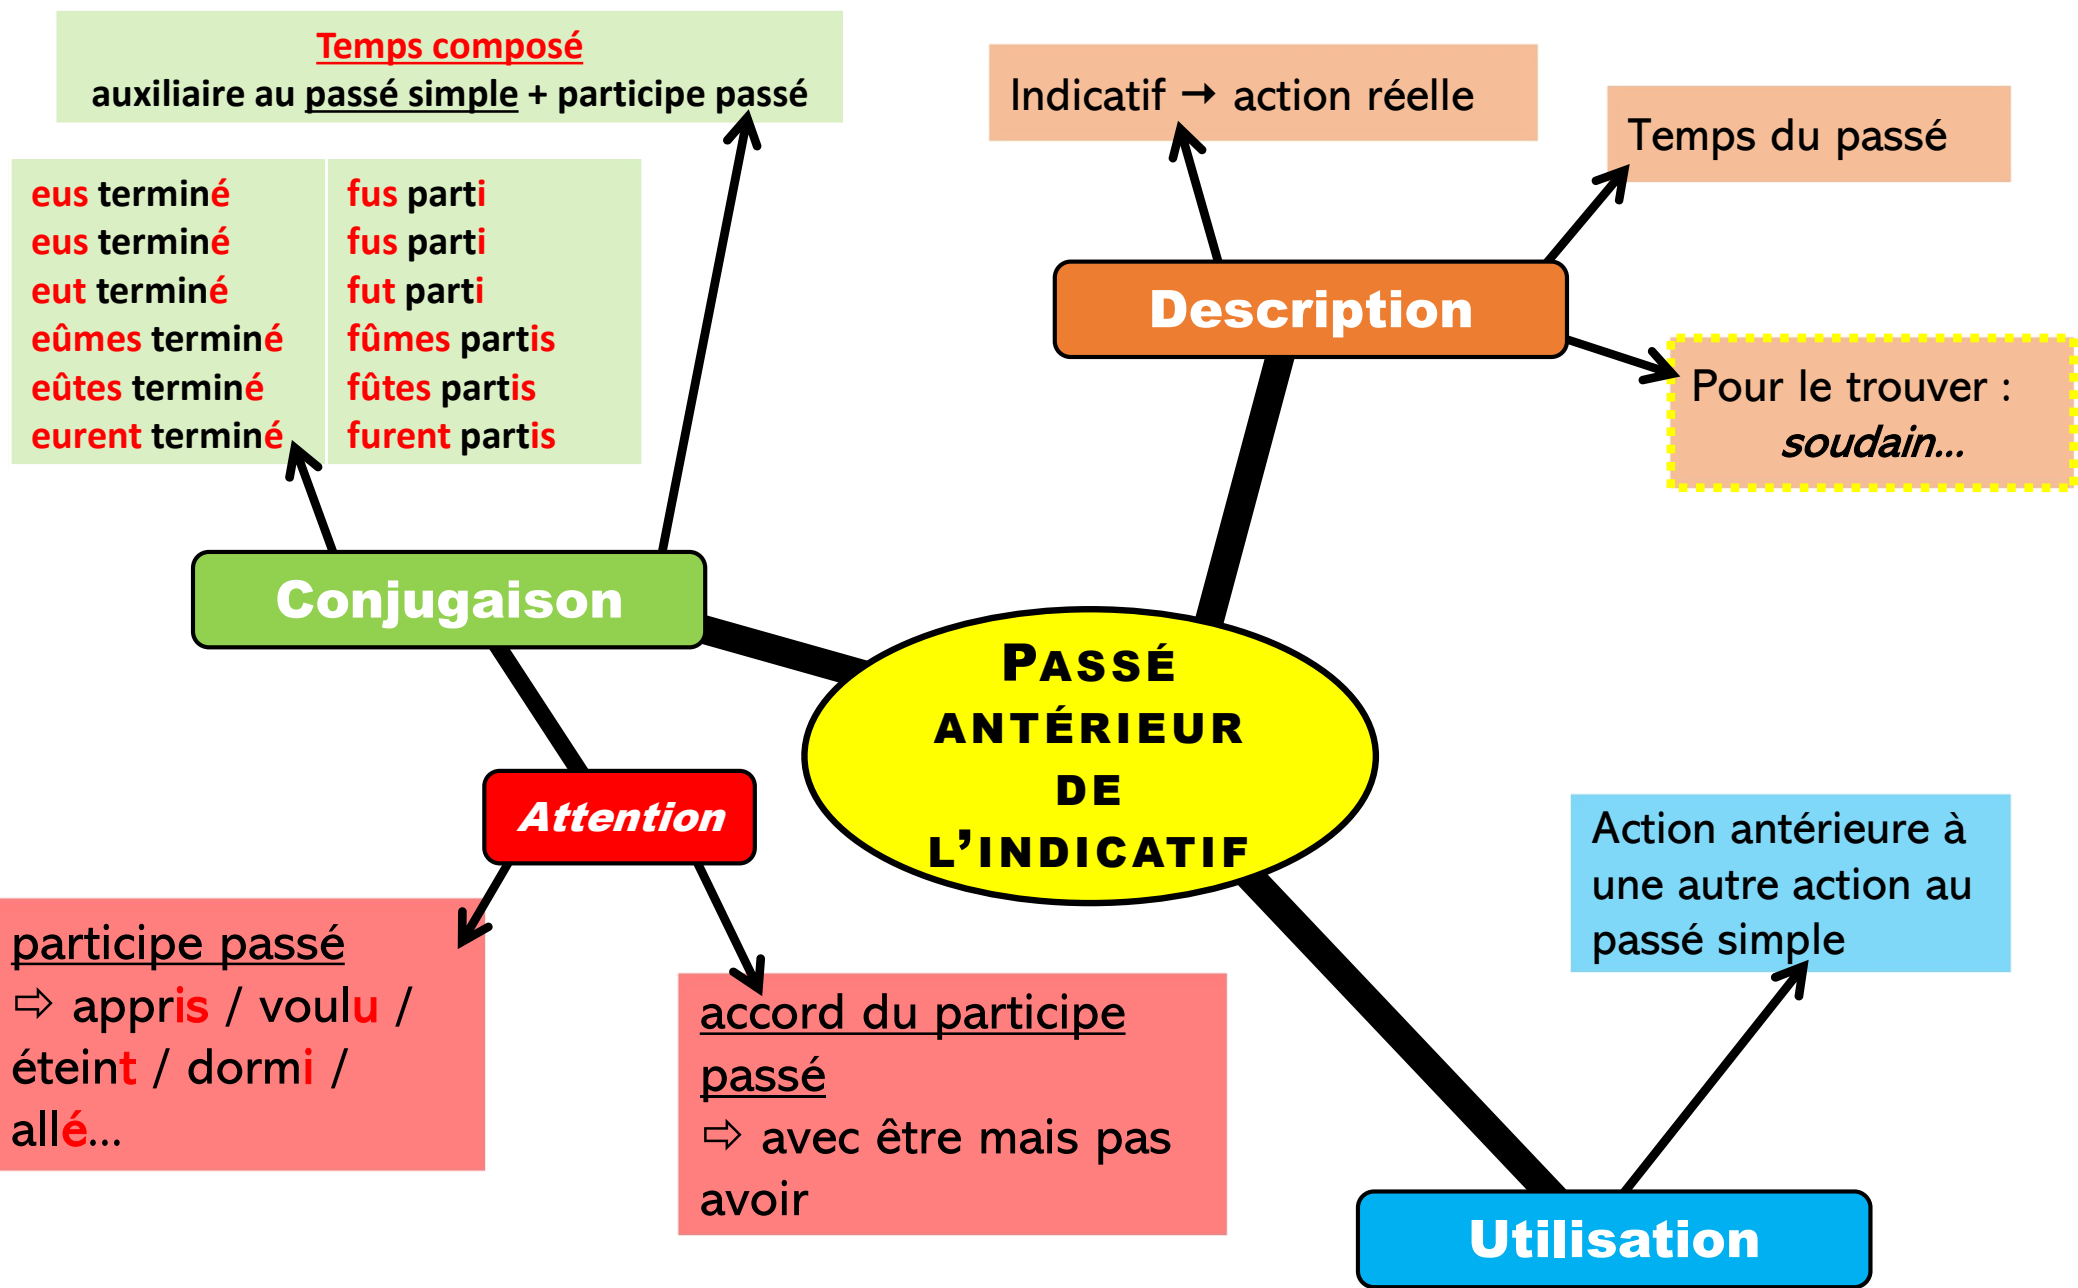 Temps composé
auxiliaire au passé simple + participe passé
eus terminé
eus terminé
eut terminé
eûmes terminé
eûtes terminé
eurent terminé
fus parti
fus parti
fut parti
fûmes partis
fûtes partis
furent partis
Indicatif → action réelle
Temps du passé
Description
Pour le trouver :
soudain...
Conjugaison
PASSÉ
ANTÉRIEUR
DE
L'INDICATIF
Attention
participe passé
⇨ appris / voulu /
éteint / dormi /
allé...
accord du participe
passé
⇨ avec être mais pas
avoir
Action antérieure à
une autre action au
passé simple
Utilisation